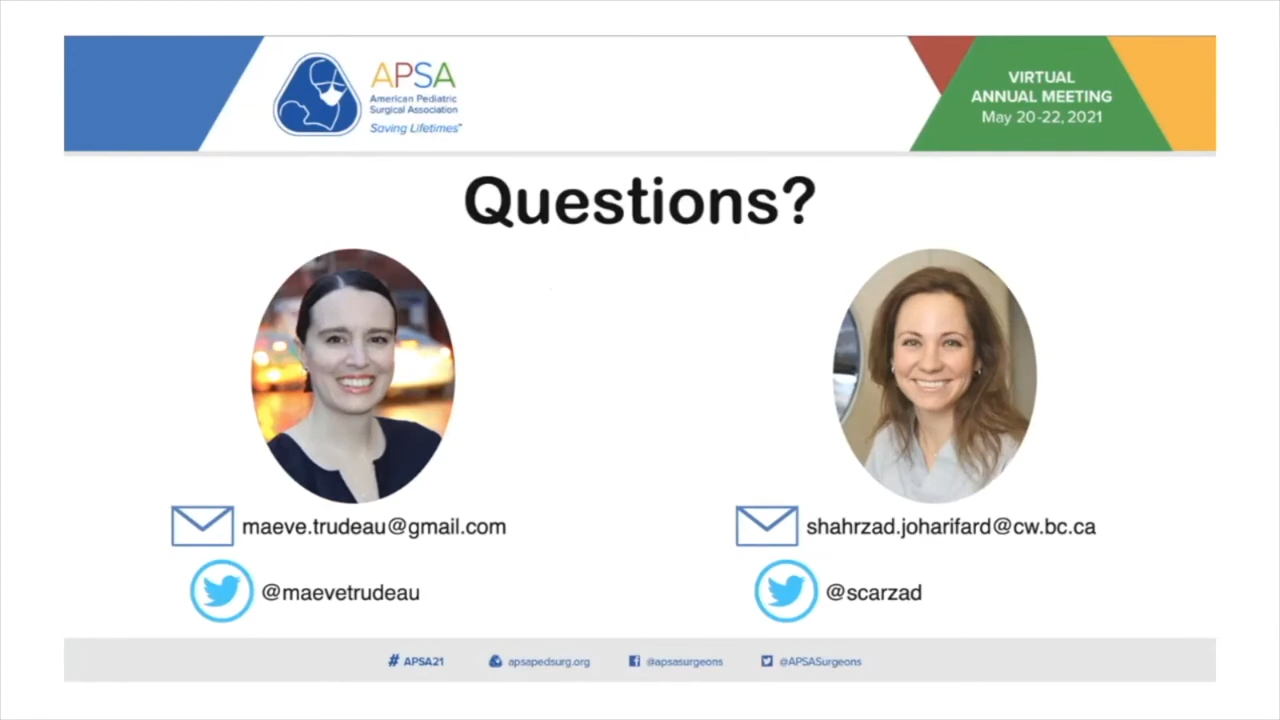 APSA
American Pediatric
Surgical Association
Saving Lifetimes™
VIRTUAL
ANNUAL MEETING
May 20-22, 2021
Questions?
maeve.trudeau@gmail.com
@maevetrudeau
shahrzad.joharifard@cw.bc.ca
@scarzad
# APSA21
apsapedsurg.org
@apsasurgeons
@APSASurgeons